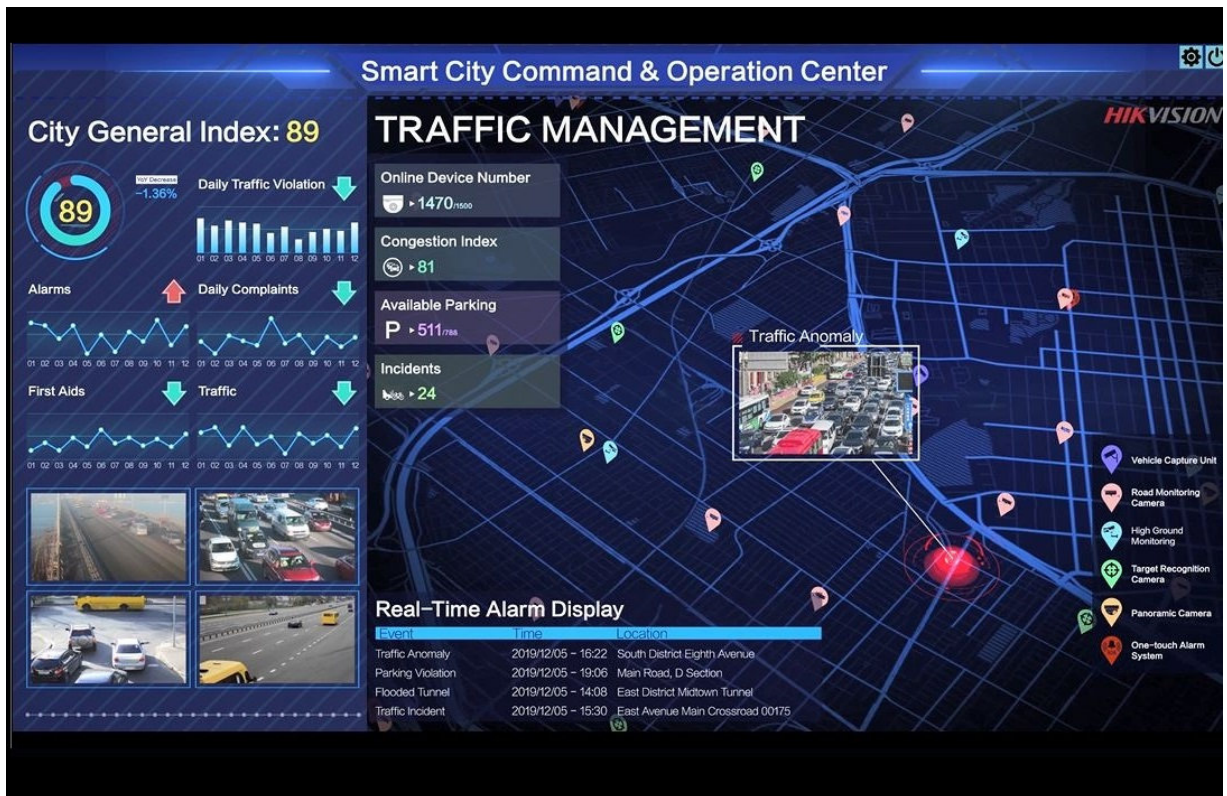 Smart City Command & Operation Center
City General Index: 89
89
YoY Decrease
-1.36%
Daily Traffic Violation
01 02 03 04 05 06 07 08 09 10 11 12
Alarms
01 02 03 04 05 06 07 08 09 10 11 12
Daily Complaints
01 02 03 04 05 06 07 08 09 10 11 12
First Aids
01 02 03 04 05 06 07 08 09 10 11 12
Traffic
01 02 03 04 05 06 07 08 09 10 11 12
TRAFFIC MANAGEMENT
HIKVISION
Online Device Number
1470/1500
Congestion Index
81
Available Parking
P 511/788
Incidents
24
Traffic Anomaly
Vehicle Capture Unit
Road Monitoring
Camera
High Ground
Monitoring
Target Recognition
Camera
Panoramic Camera
One-touch Alarm
System
Real-Time Alarm Display
Event Time Location
Traffic Anomaly 2019/12/05 - 16:22 South District Eighth Avenue
Parking Violation 2019/12/05 - 19:06 Main Road, D Section
Flooded Tunnel 2019/12/05 - 14:08 East District Midtown Tunnel
Traffic Incident 2019/12/05 - 15:30 East Avenue Main Crossroad 00175